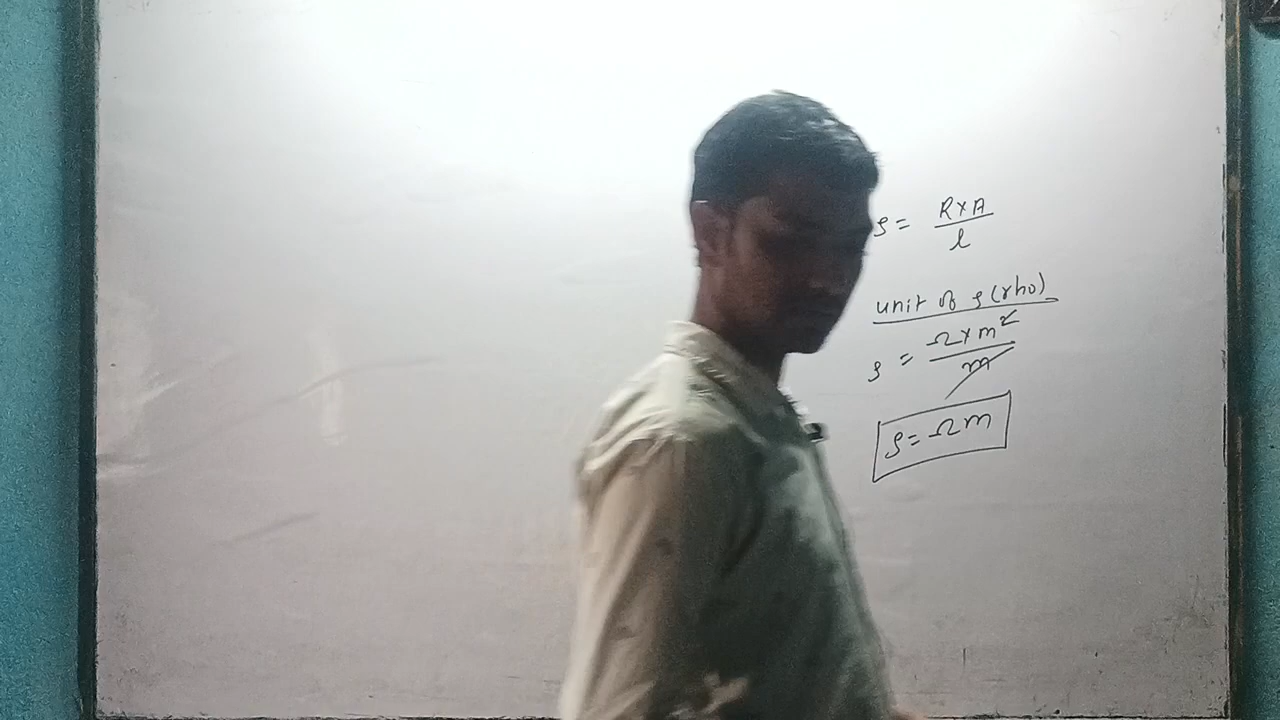 ρ = R×A / l
unit of ρ (rho)
ρ = Ω×m² / m
ρ = Ωm